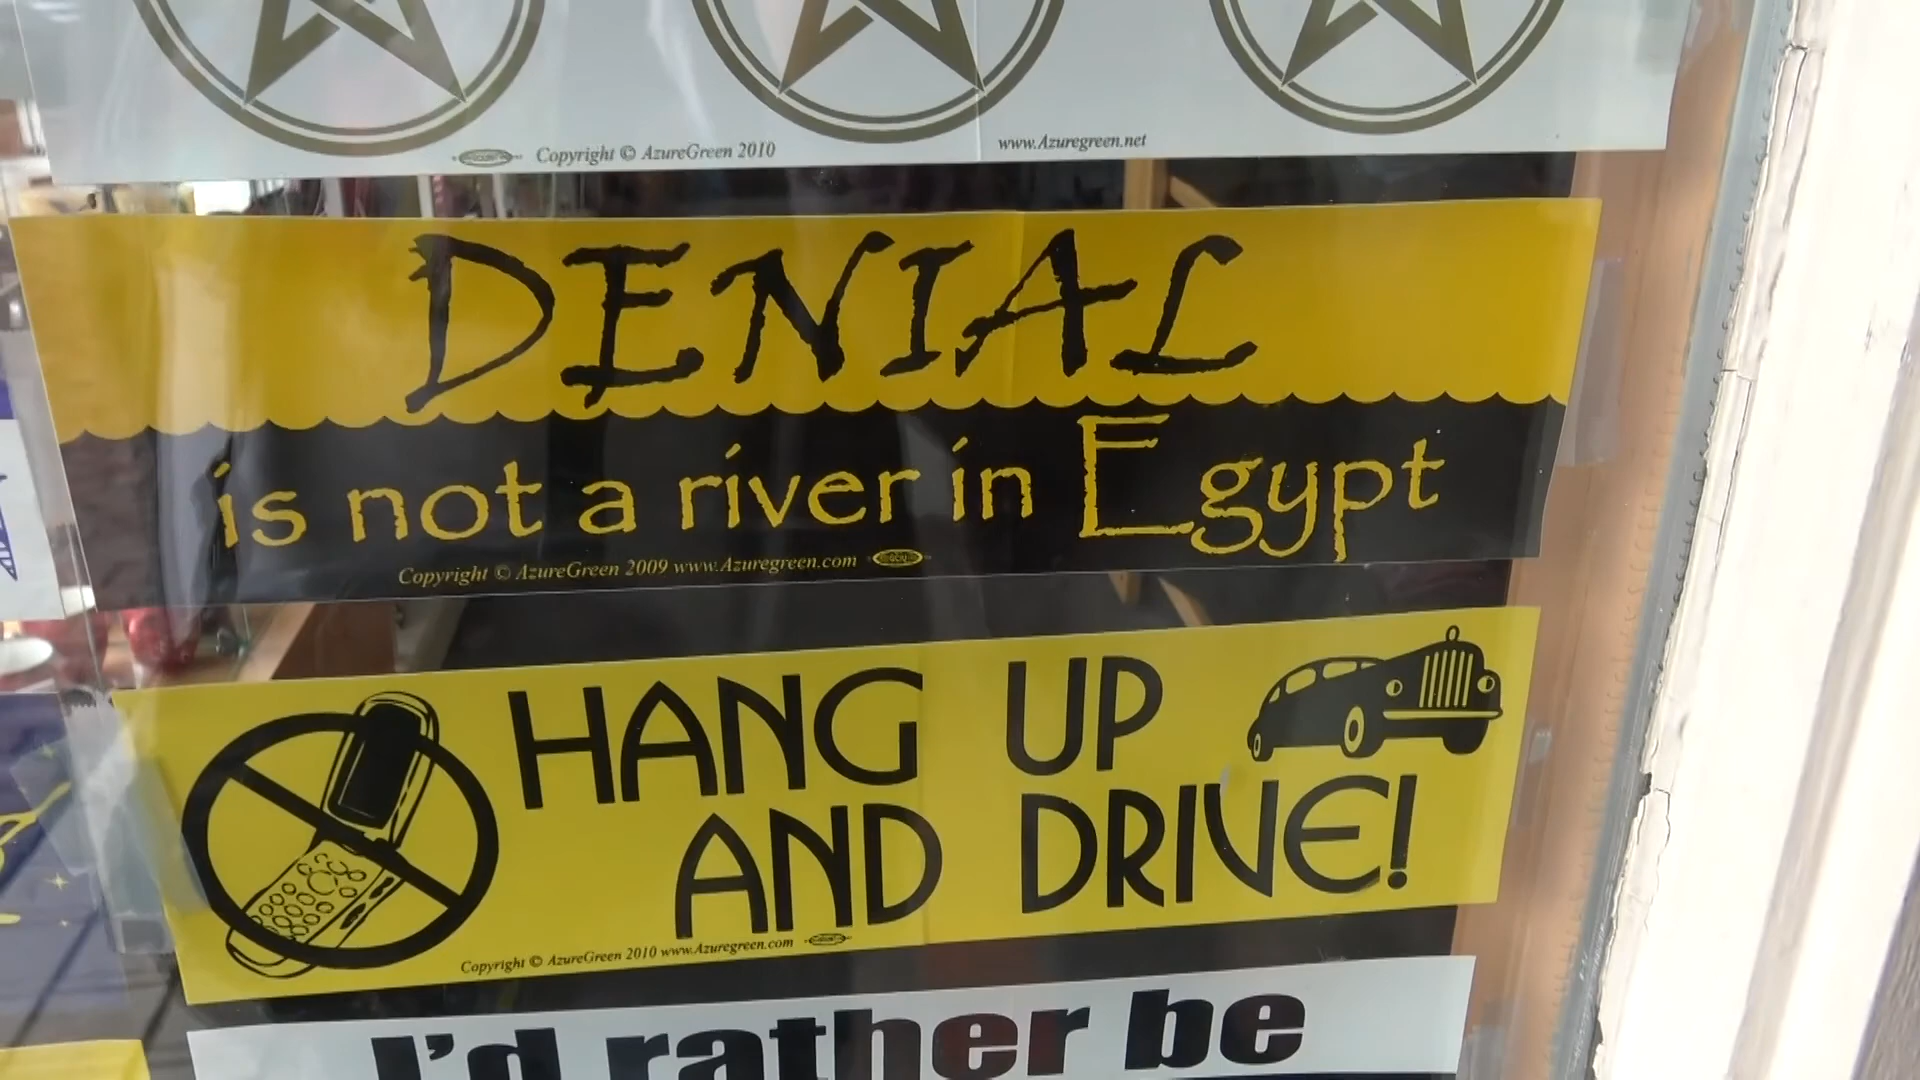 Copyright © AzureGreen 2010
www.Azuregreen.net
DENIAL
is not a river in Egypt
Copyright © AzureGreen 2009 www.Azuregreen.com
HANG UP
AND DRIVE!
Copyright © AzureGreen 2010 www.Azuregreen.com
I'd rather be